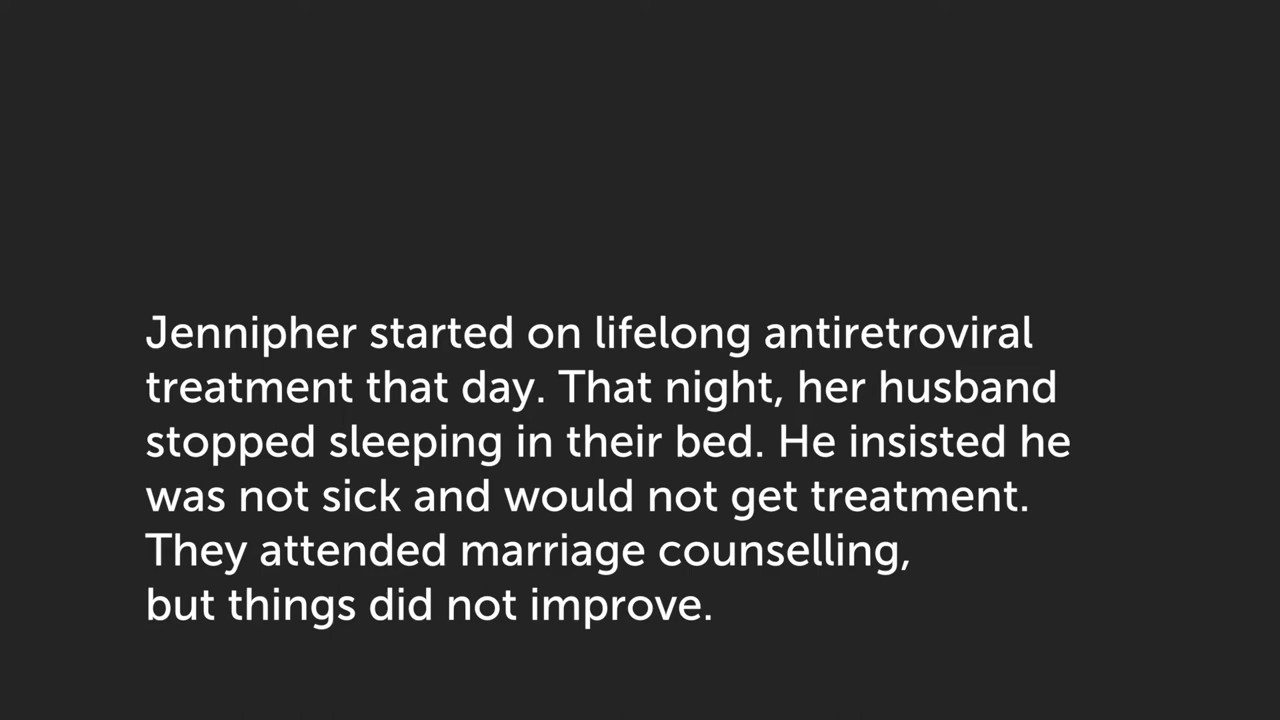 Jennipher started on lifelong antiretroviral
treatment that day. That night, her husband
stopped sleeping in their bed. He insisted he
was not sick and would not get treatment.
They attended marriage counselling,
but things did not improve.